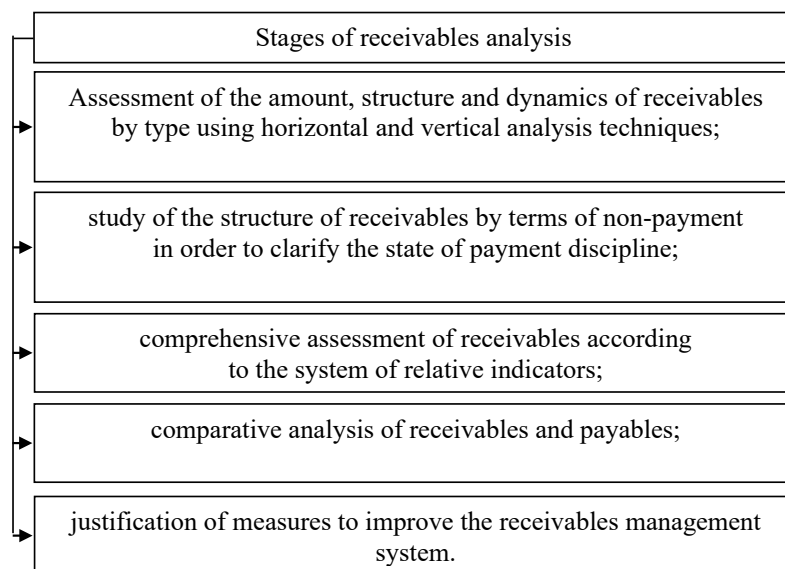 Stages of receivables analysis
Assessment of the amount, structure and dynamics of receivables
by type using horizontal and vertical analysis techniques;
study of the structure of receivables by terms of non-payment
in order to clarify the state of payment discipline;
comprehensive assessment of receivables according
to the system of relative indicators;
comparative analysis of receivables and payables;
justification of measures to improve the receivables management
system.